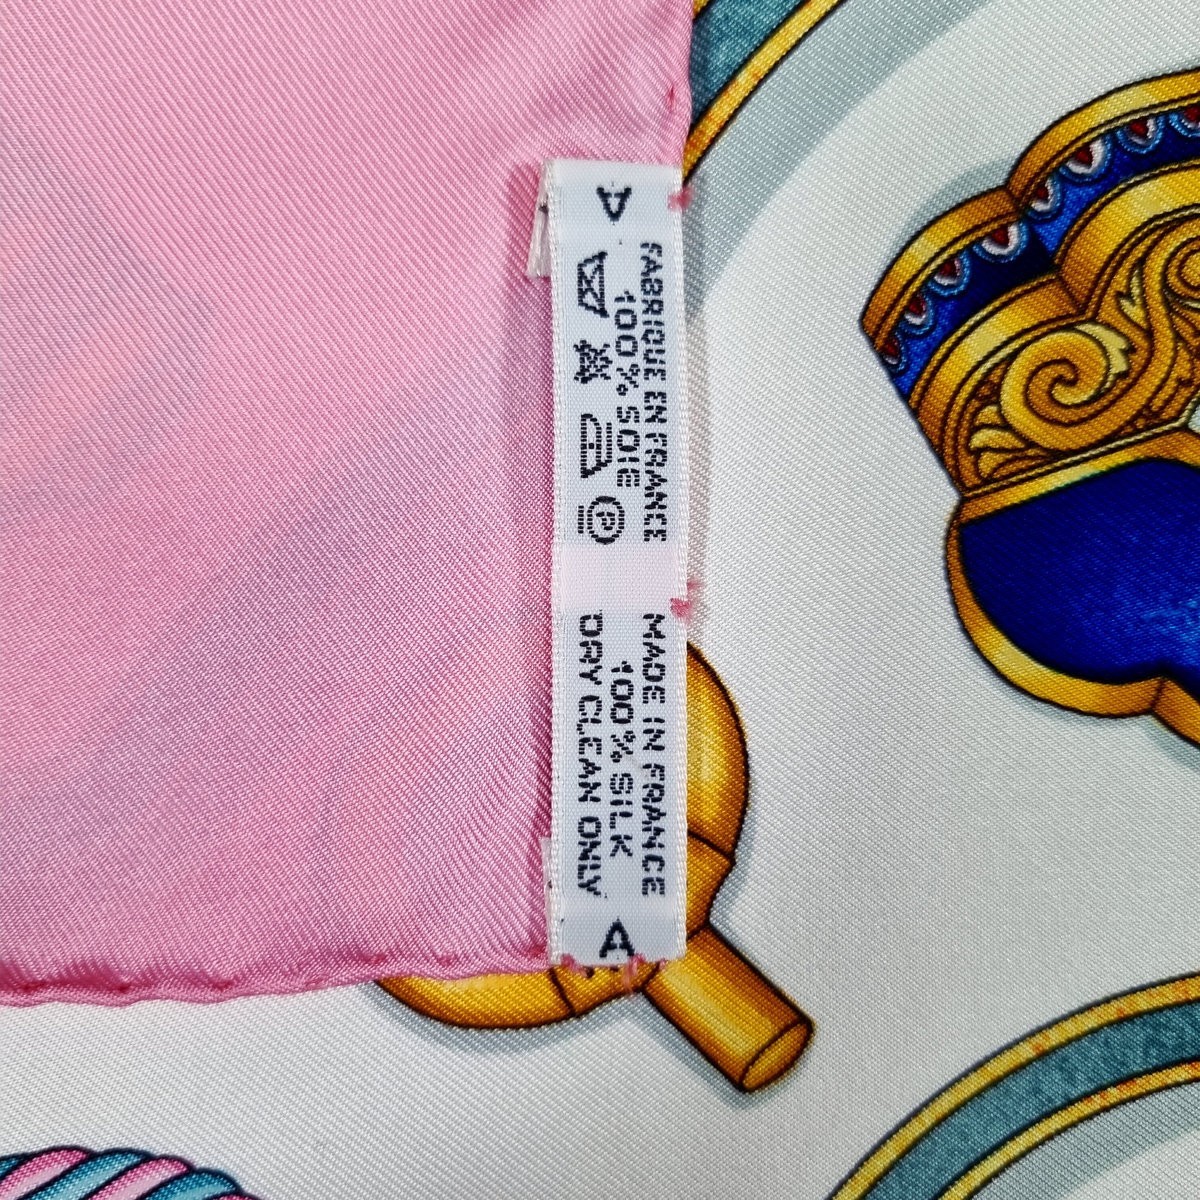 A
FABRIQUE EN FRANCE
100% SOIE
P
MADE IN FRANCE
100% SILK
DRY CLEAN ONLY
A